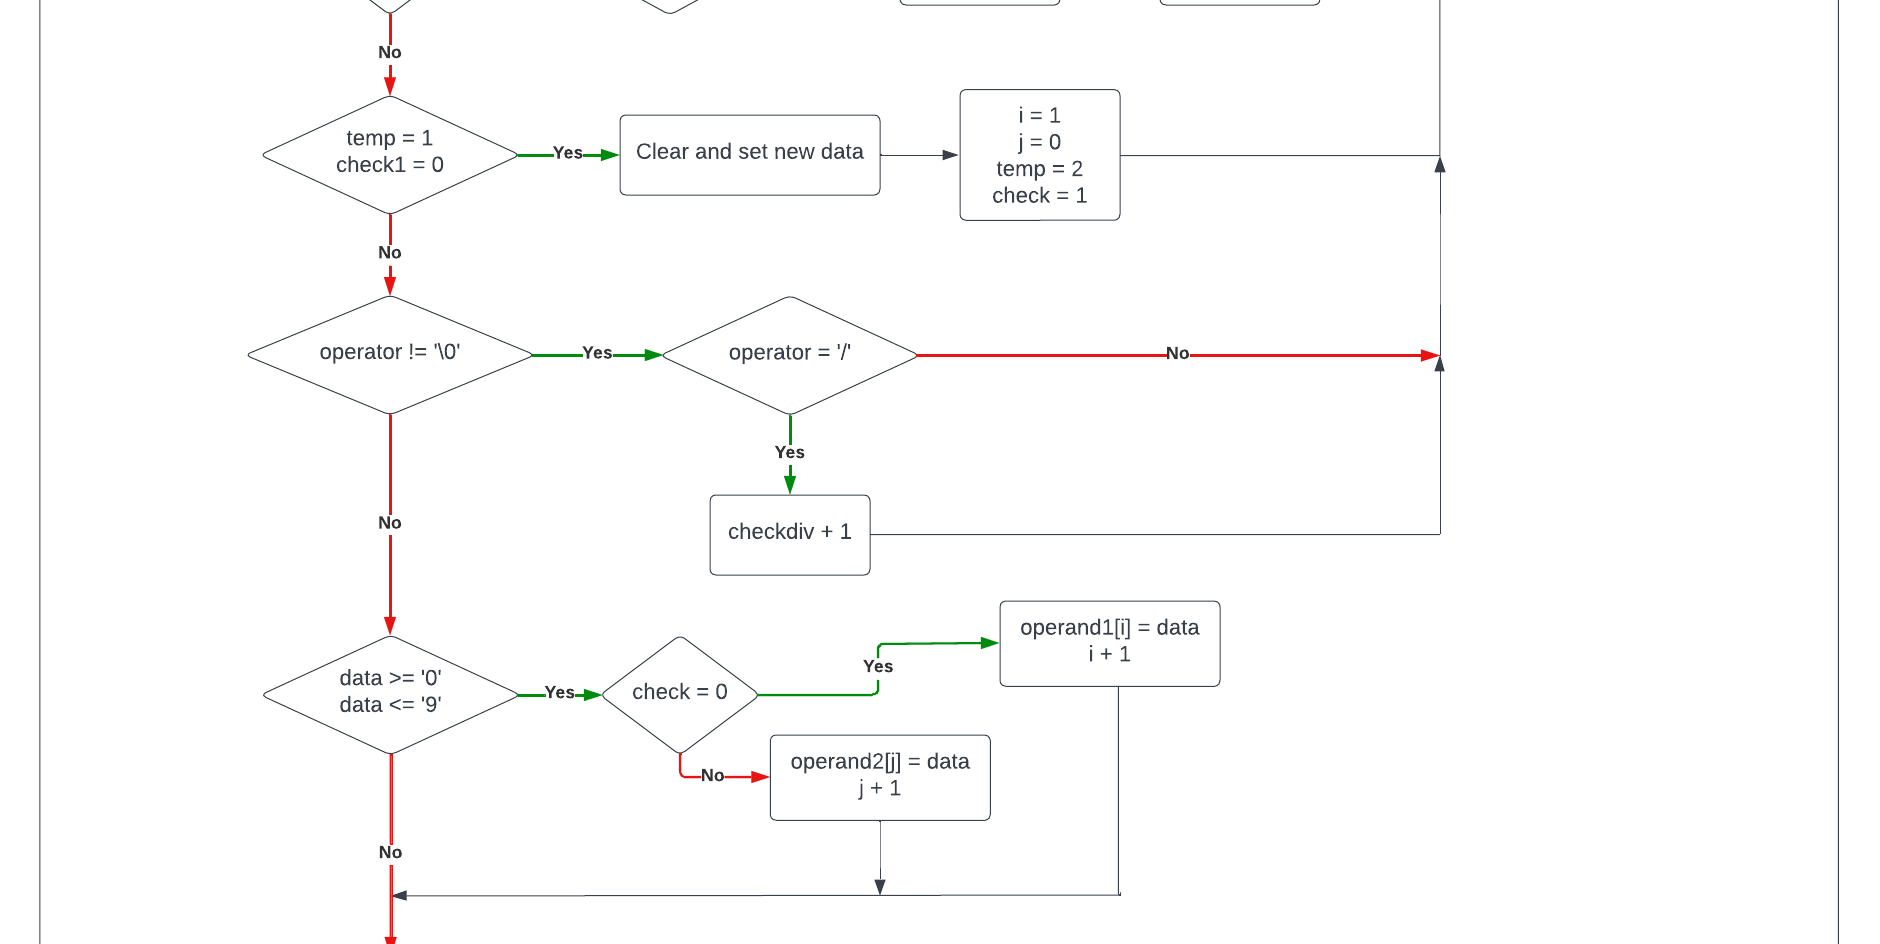 No
temp = 1
check1 = 0
Yes
Clear and set new data
i = 1
j = 0
temp = 2
check = 1
No
operator != '\0'
Yes
operator = '/'
No
Yes
checkdiv + 1
No
data >= '0'
data <= '9'
Yes
check = 0
Yes
operand1[i] = data
i + 1
No
operand2[j] = data
j + 1
No